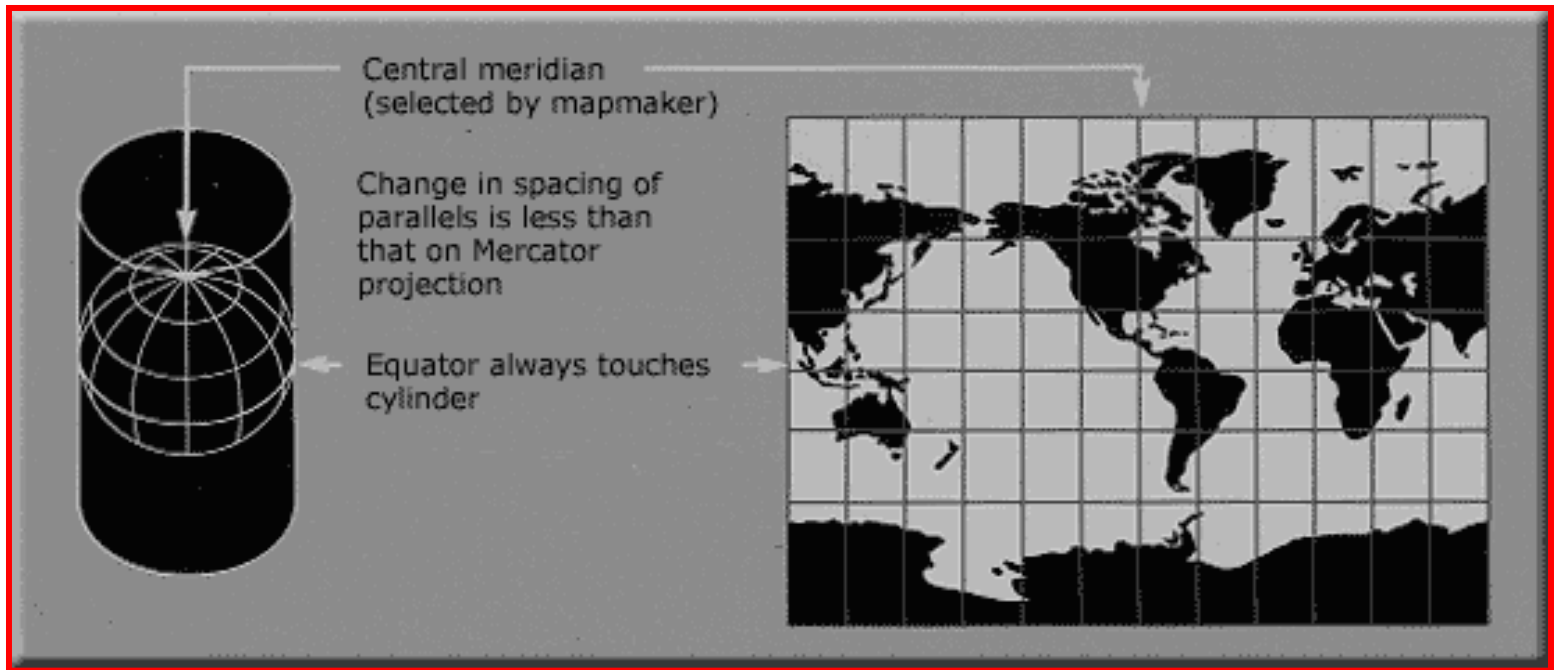 Central meridian
(selected by mapmaker)
Change in spacing of
parallels is less than
that on Mercator
projection
Equator always touches
cylinder